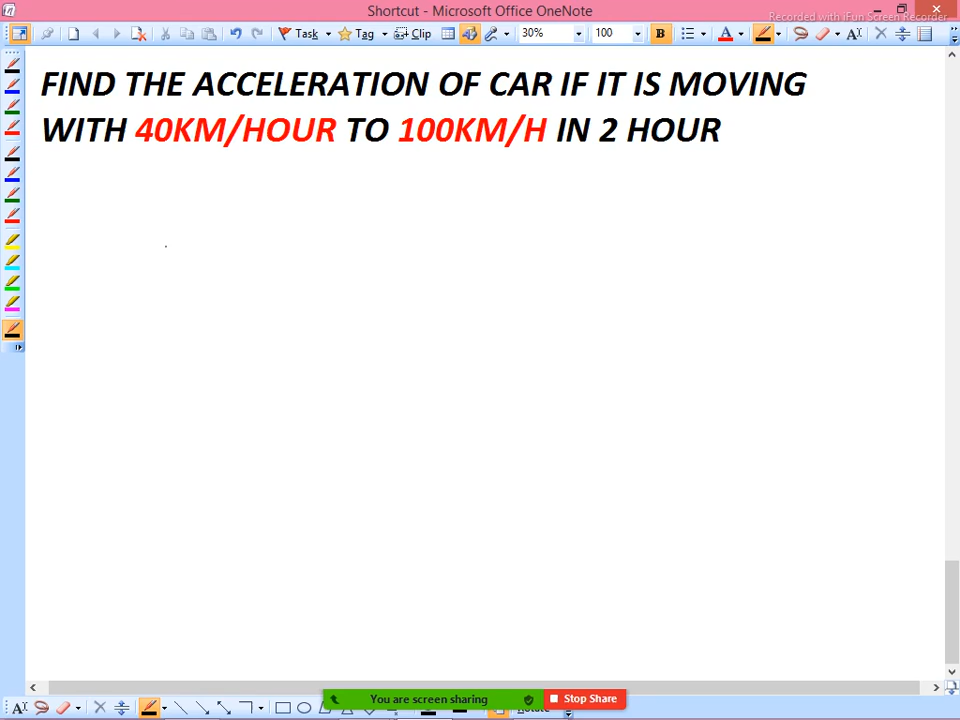 Shortcut - Microsoft Office OneNote
Recorded with iFun Screen Recorder
Task Tag Clip 30% 100 B A A
FIND THE ACCELERATION OF CAR IF IT IS MOVING
WITH 40KM/HOUR TO 100KM/H IN 2 HOUR
You are screen sharing Stop Share